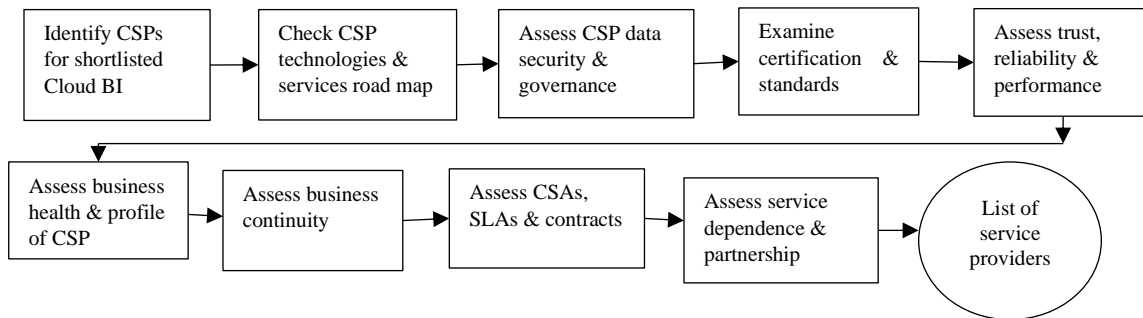 Identify CSPs
for shortlisted
Cloud BI
Check CSP
technologies &
services road map
Assess CSP data
security &
governance
Examine
certification &
standards
Assess trust,
reliability &
performance
Assess business
health & profile
of CSP
Assess business
continuity
Assess CSAs,
SLAs & contracts
Assess service
dependence &
partnership
List of
service
providers